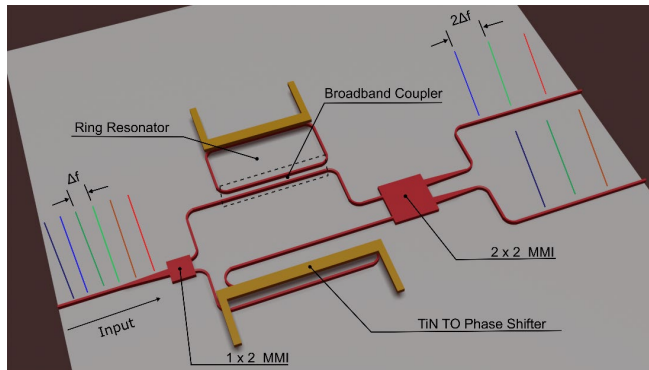 2Δf
Broadband Coupler
Ring Resonator
Δf
2 x 2 MMI
Input
TiN TO Phase Shifter
1 x 2 MMI